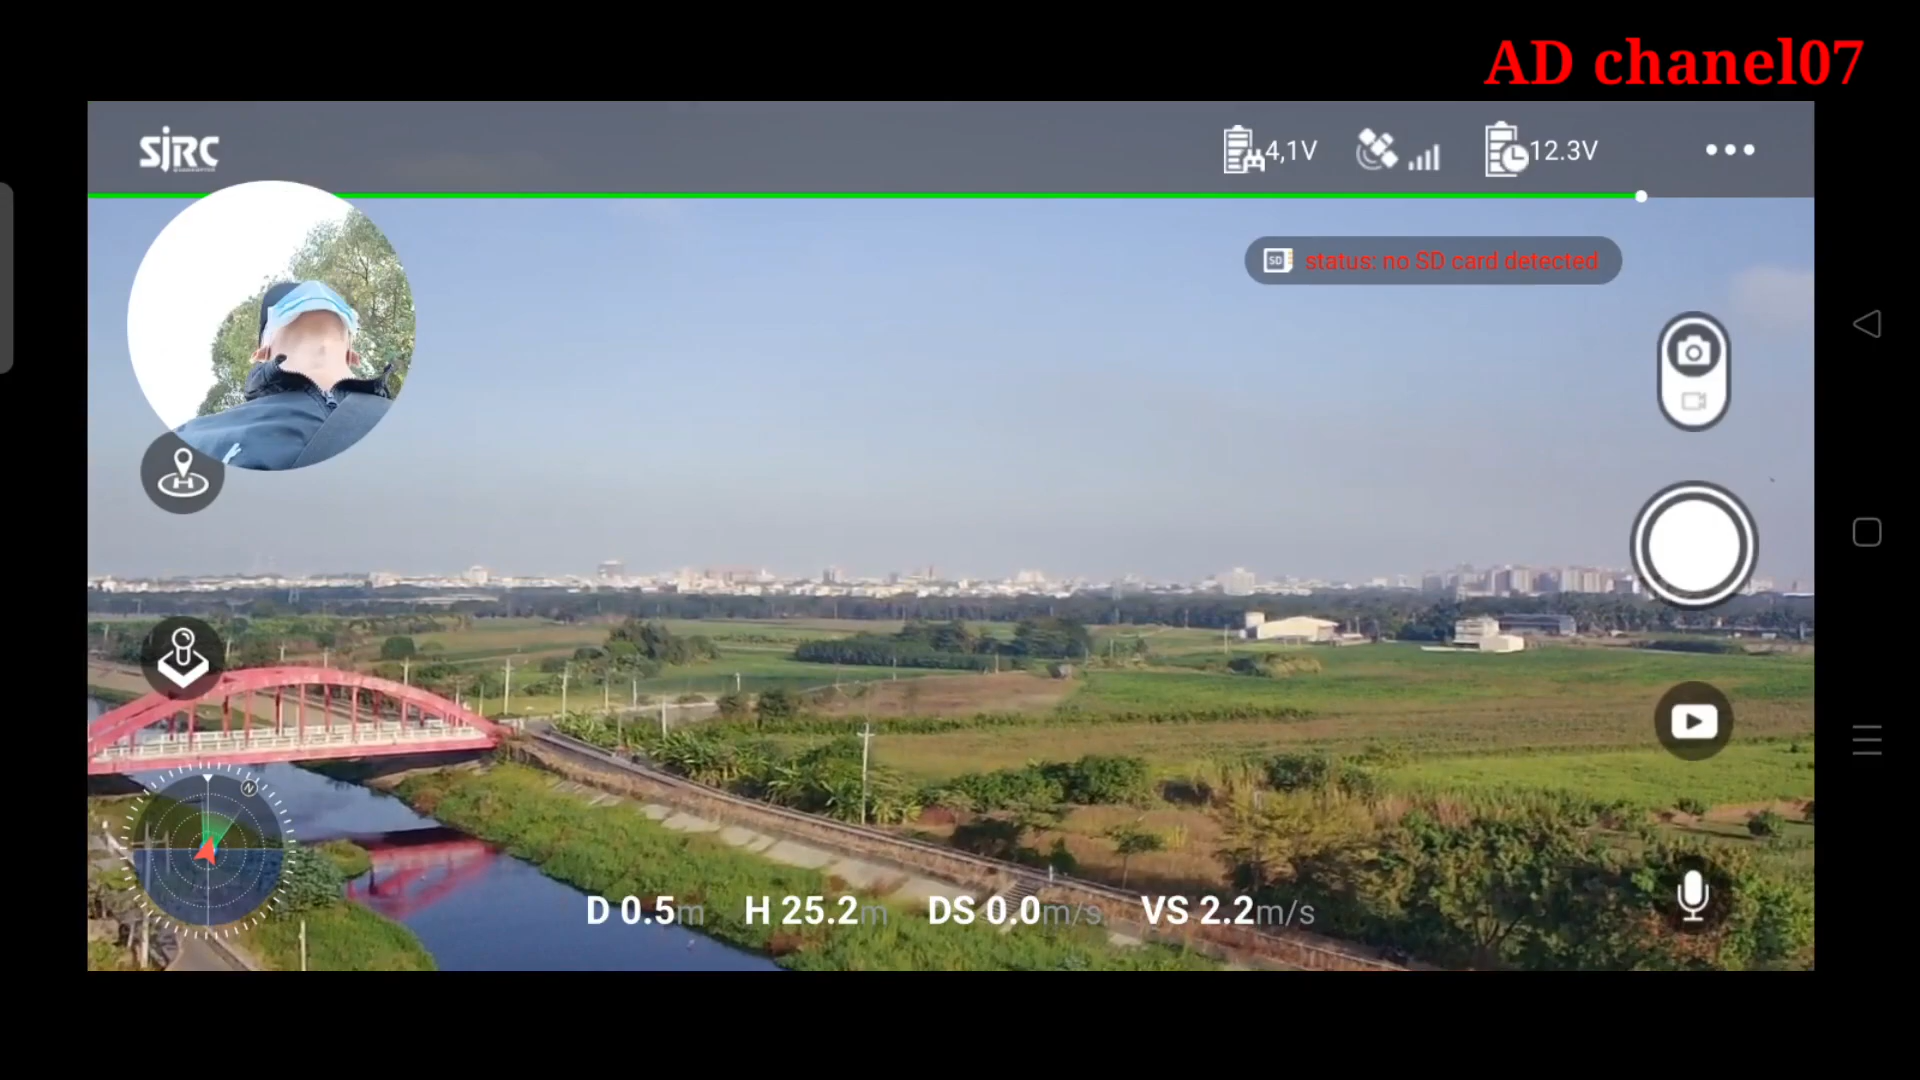 AD chanel07
SJRC
4,1V
12.3V
SD
status: no SD card detected
N
D 0.5m H 25.2m DS 0.0m/s VS 2.2m/s